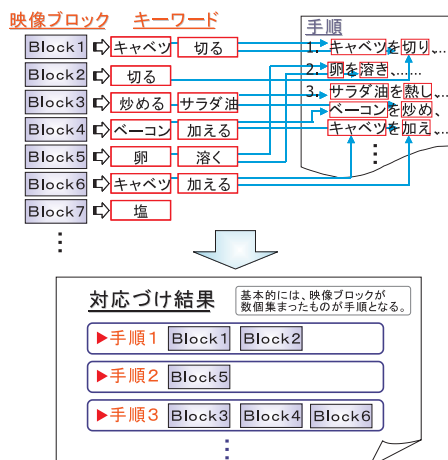 映像ブロック キーワード
手順
Block1 キャベツ 切る
Block2 切る
Block3 炒める サラダ油
Block4 ベーコン 加える
Block5 卵 溶く
Block6 キャベツ 加える
Block7 塩
1. キャベツを切り,…
2. 卵を溶き,……
3. サラダ油を熱し,…
ベーコンを炒め、
キャベツを加え,…
対応づけ結果
基本的には、映像ブロックが
数個集まったものが手順となる。
▶手順1 Block1 Block2
▶手順2 Block5
▶手順3 Block3 Block4 Block6